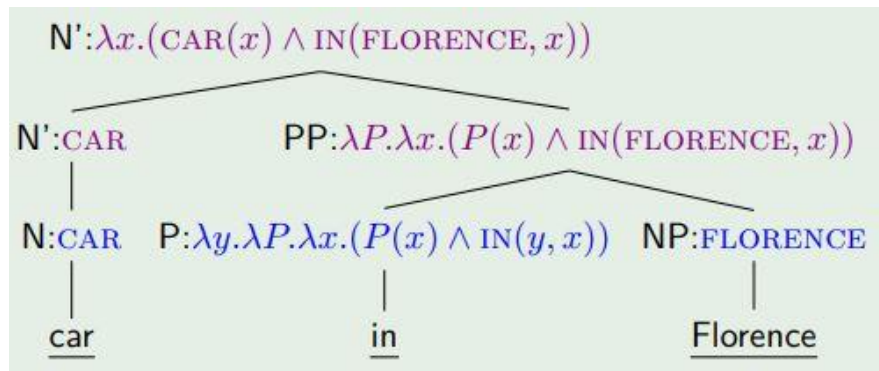 N':λx.(CAR(x) ∧ IN(FLORENCE, x))
N':CAR PP:λP.λx.(P(x) ∧ IN(FLORENCE, x))
N:CAR P:λy.λP.λx.(P(x) ∧ IN(y, x)) NP:FLORENCE
car in Florence